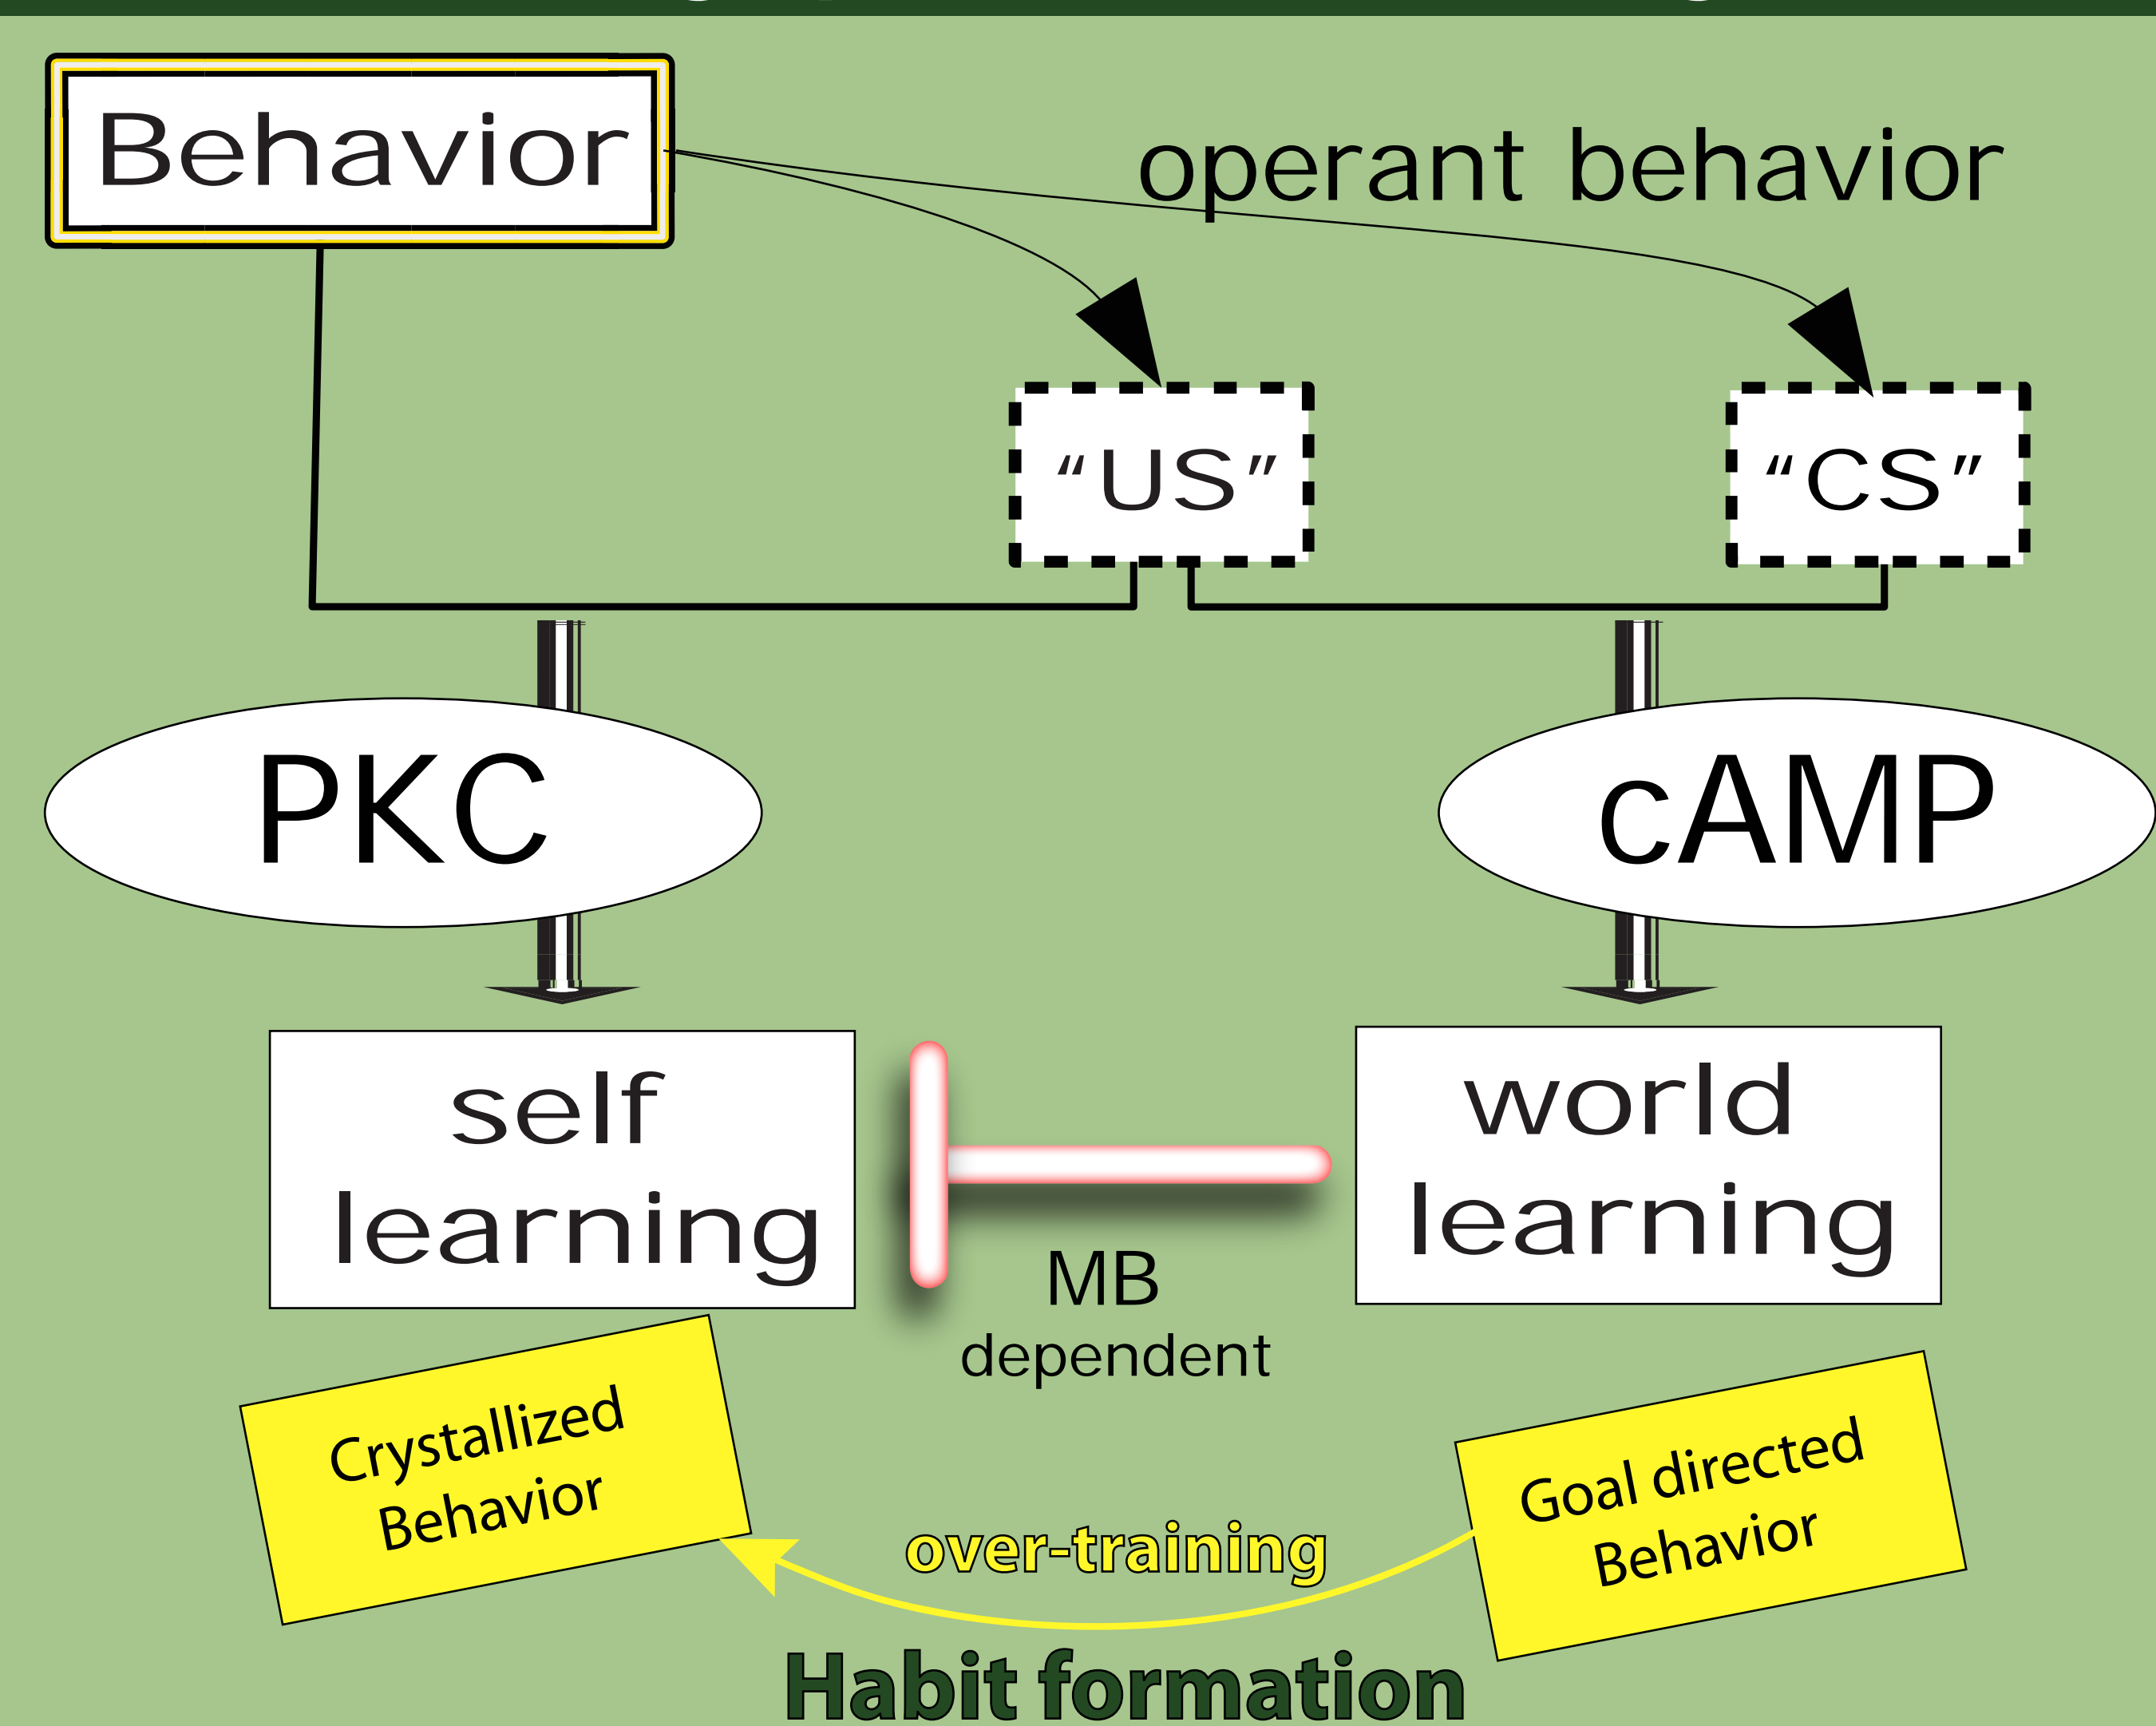 Behavior
operant behavior
“US”
“CS”
PKC
cAMP
self
learning
world
learning
MB
dependent
Crystallized
Behavior
Goal directed
Behavior
over-training
Habit formation